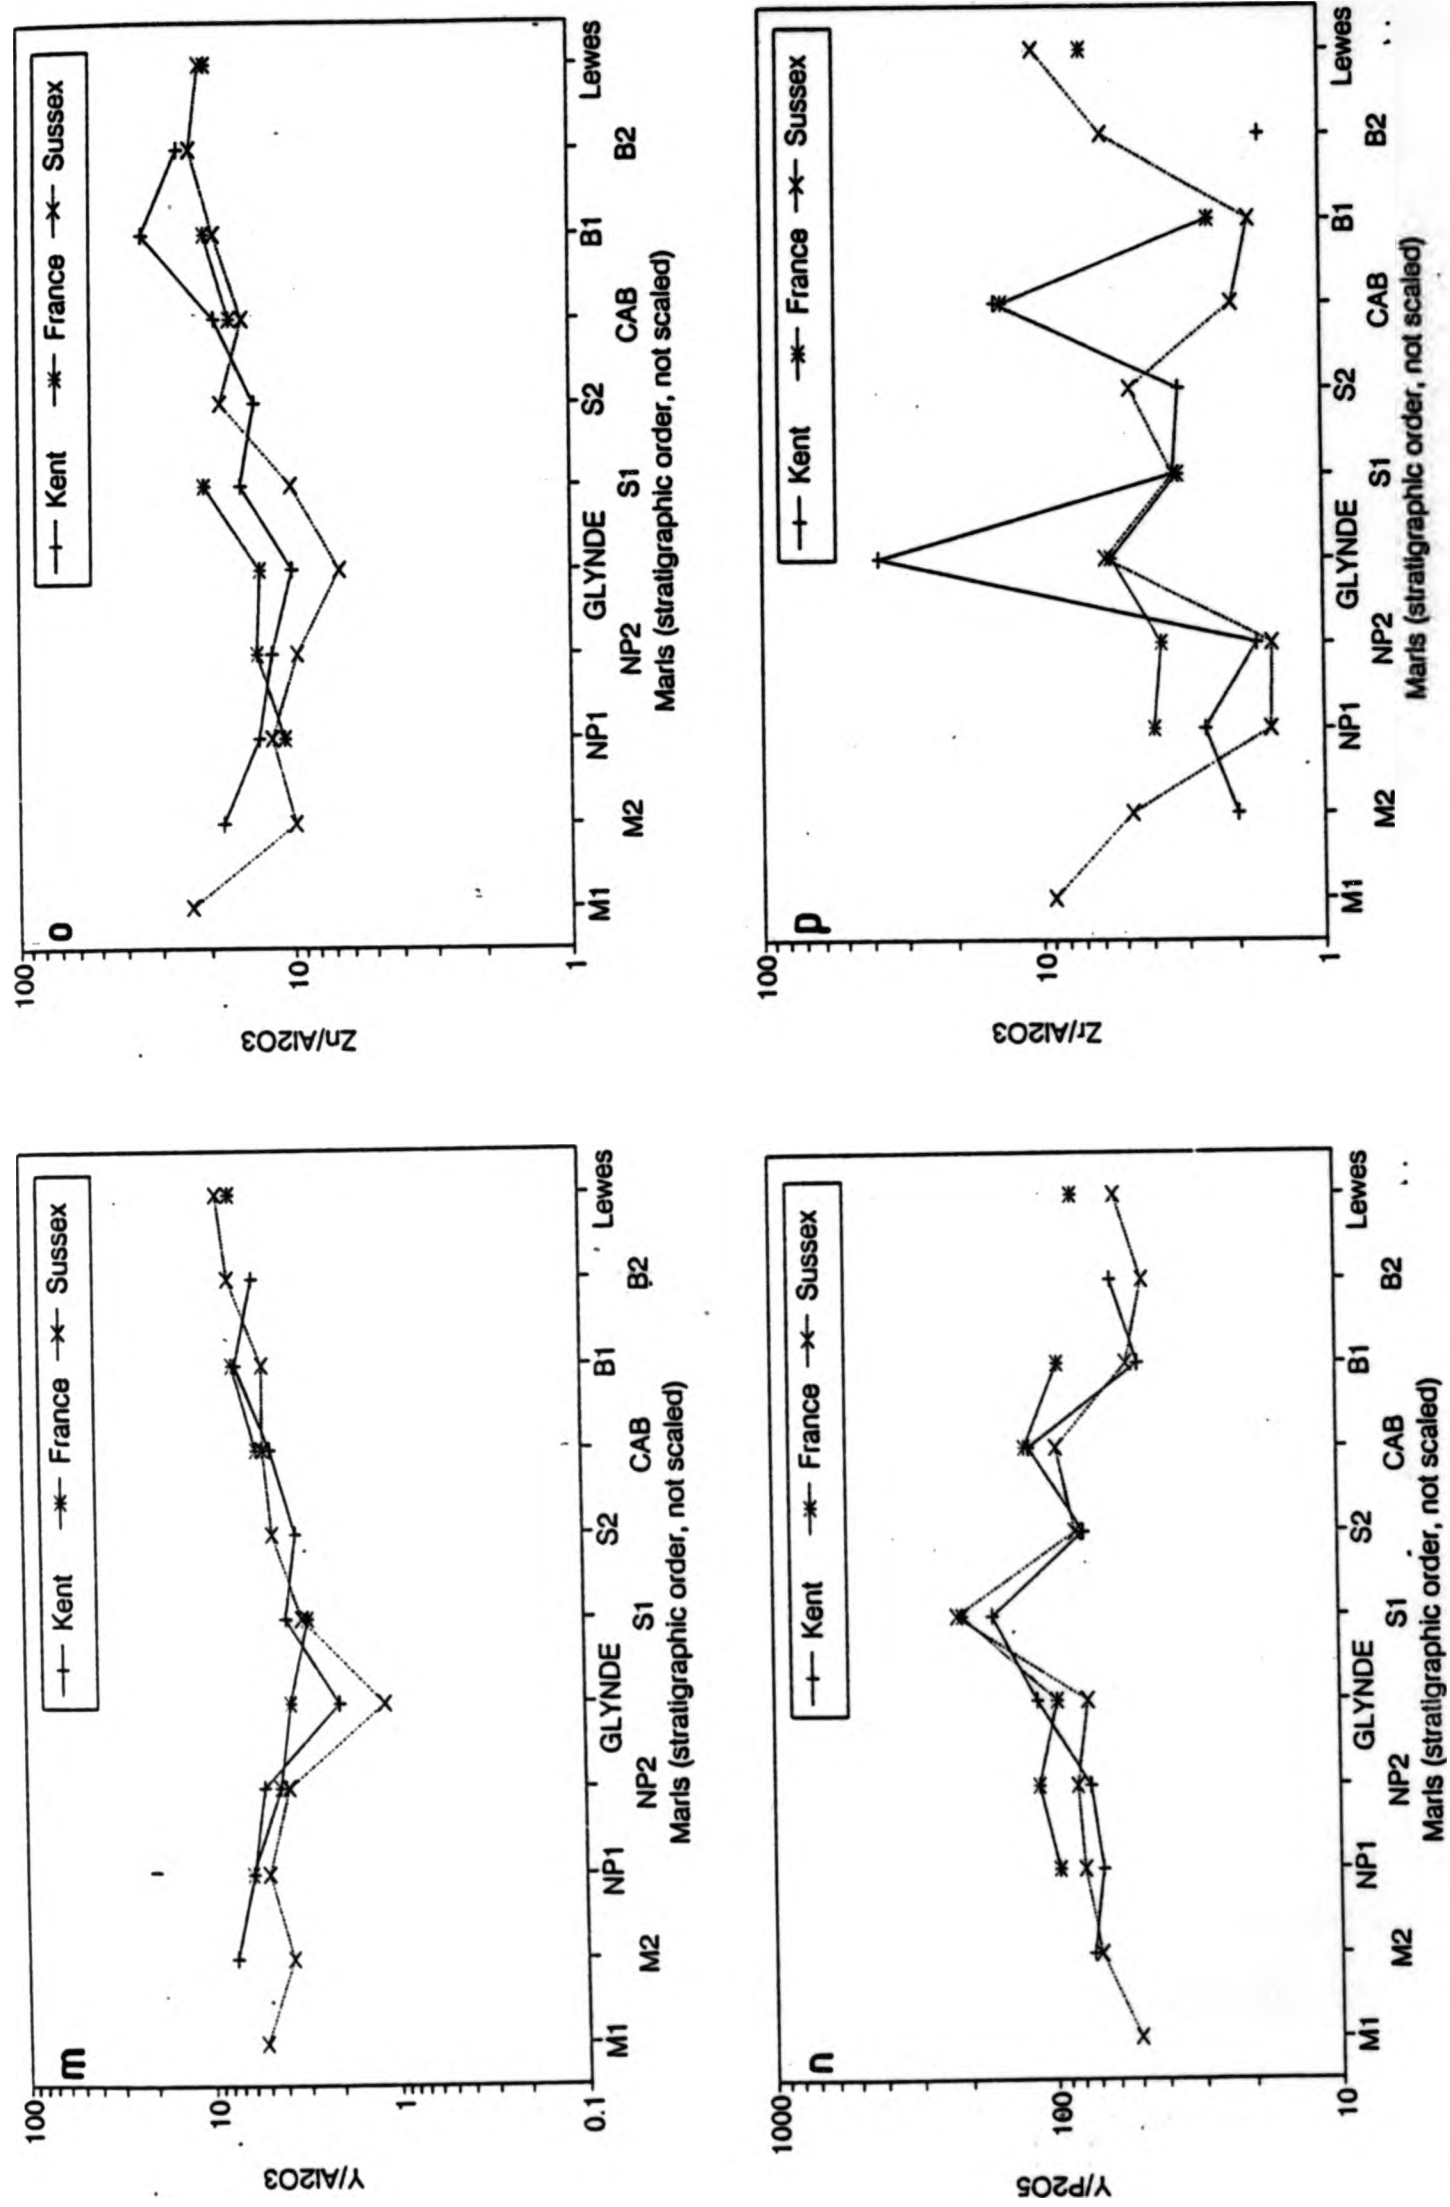 m
Kent France Sussex
Y/Al2O3
100
10
1
0.1
M1 M2 NP1 NP2 GLYNDE S1 S2 CAB B1 B2 Lewes
Marls (stratigraphic order, not scaled)
n
Kent France Sussex
Y/P2O5
1000
100
10
M1 M2 NP1 NP2 GLYNDE S1 S2 CAB B1 B2 Lewes
Marls (stratigraphic order, not scaled)
o
Kent France Sussex
Zn/Al2O3
100
10
1
M1 M2 NP1 NP2 GLYNDE S1 S2 CAB B1 B2 Lewes
Marls (stratigraphic order, not scaled)
p
Kent France Sussex
Zr/Al2O3
100
10
1
M1 M2 NP1 NP2 GLYNDE S1 S2 CAB B1 B2 Lewes
Marls (stratigraphic order, not scaled)